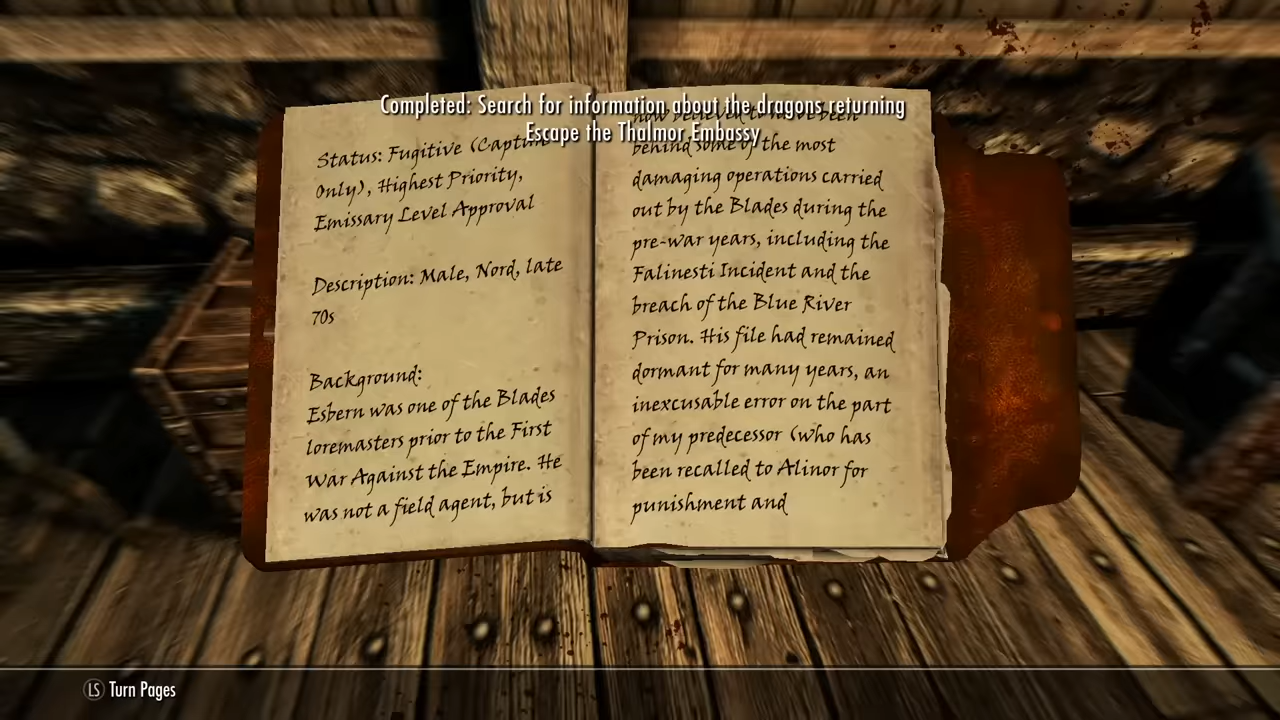 Completed: Search for information about the dragons returning
Escape the Thalmor Embassy
Status: Fugitive (Capture
Only), Highest Priority,
Emissary Level Approval
Description: Male, Nord, late
70s
Background:
Esbern was one of the Blades
loremasters prior to the First
War Against the Empire. He
was not a field agent, but is
now believed to have been
behind some of the most
damaging operations carried
out by the Blades during the
pre-war years, including the
Falinesti Incident and the
breach of the Blue River
Prison. His file had remained
dormant for many years, an
inexcusable error on the part
of my predecessor (who has
been recalled to Alinor for
punishment and
LS Turn Pages